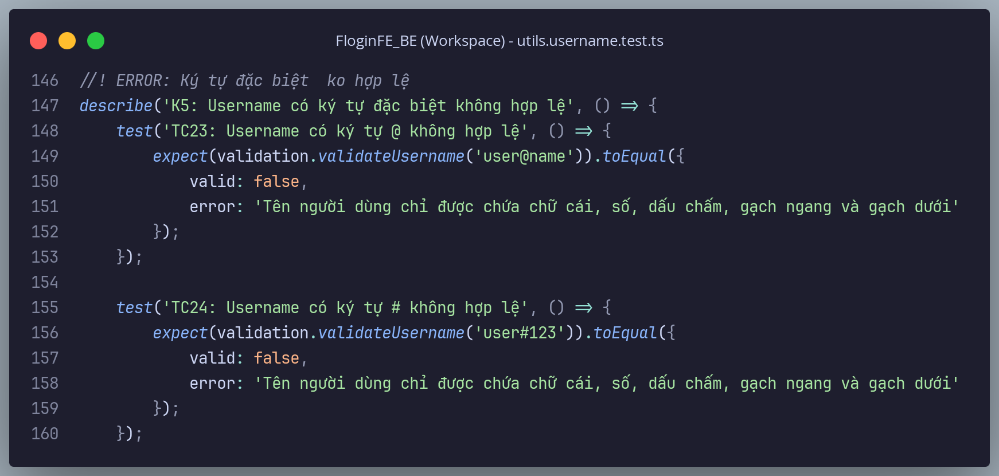 FloginFE_BE (Workspace) - utils.username.test.ts
146 //! ERROR: Ký tự đặc biệt  ko hợp lệ
147 describe('K5: Username có ký tự đặc biệt không hợp lệ', () => {
148     test('TC23: Username có ký tự @ không hợp lệ', () => {
149         expect(validation.validateUsername('user@name')).toEqual({
150             valid: false,
151             error: 'Tên người dùng chỉ được chứa chữ cái, số, dấu chấm, gạch ngang và gạch dưới'
152         });
153     });
154
155     test('TC24: Username có ký tự # không hợp lệ', () => {
156         expect(validation.validateUsername('user#123')).toEqual({
157             valid: false,
158             error: 'Tên người dùng chỉ được chứa chữ cái, số, dấu chấm, gạch ngang và gạch dưới'
159         });
160     });